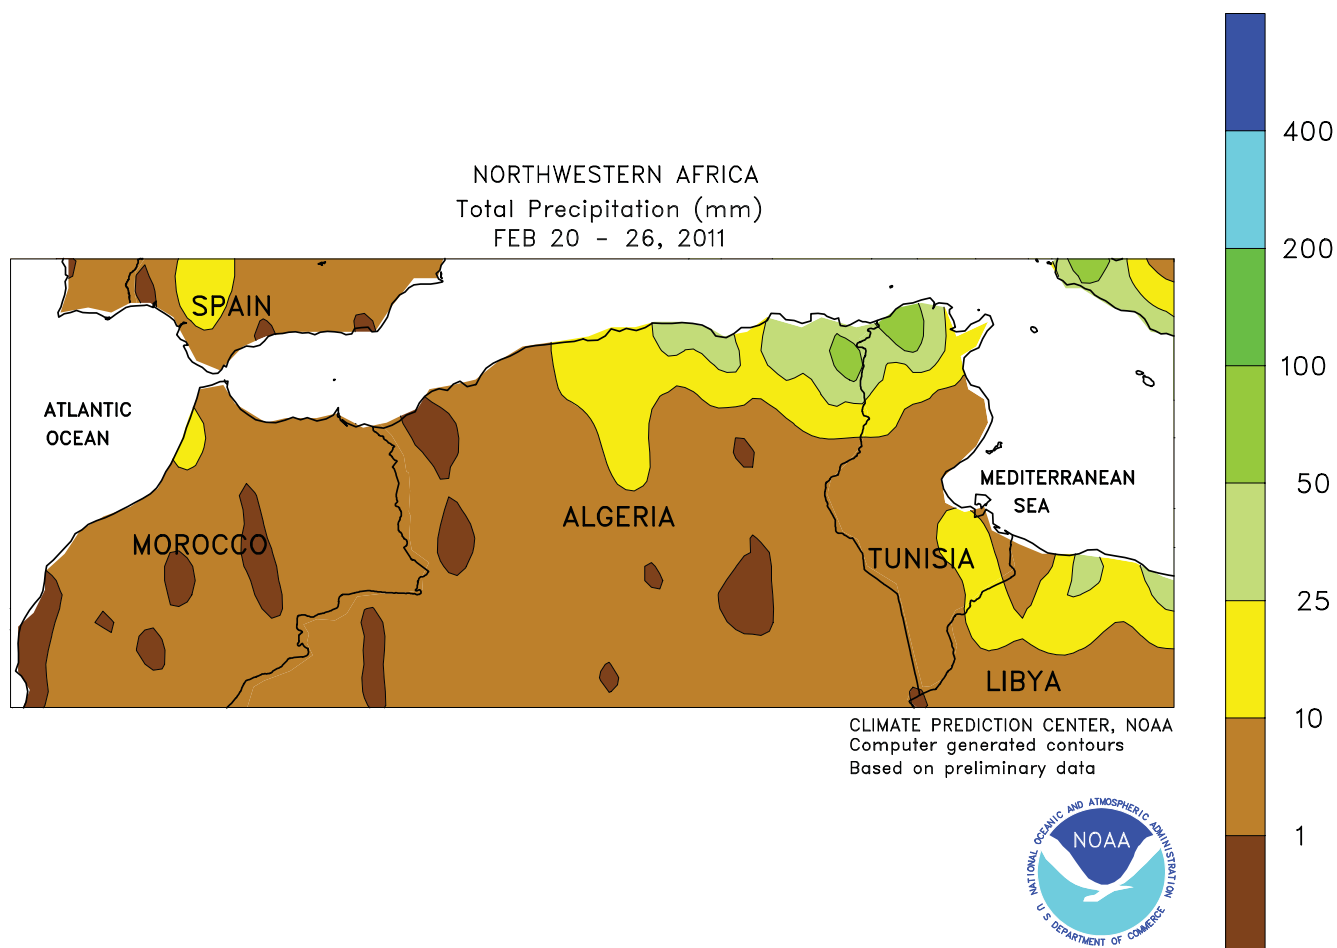 NORTHWESTERN AFRICA
Total Precipitation (mm)
FEB 20 - 26, 2011
SPAIN
ATLANTIC
OCEAN
MEDITERRANEAN
SEA
MOROCCO
ALGERIA
TUNISIA
LIBYA
CLIMATE PREDICTION CENTER, NOAA
Computer generated contours
Based on preliminary data
400
200
100
50
25
10
1
NATIONAL OCEANIC AND ATMOSPHERIC ADMINISTRATION
NOAA
U S DEPARTMENT OF COMMERCE